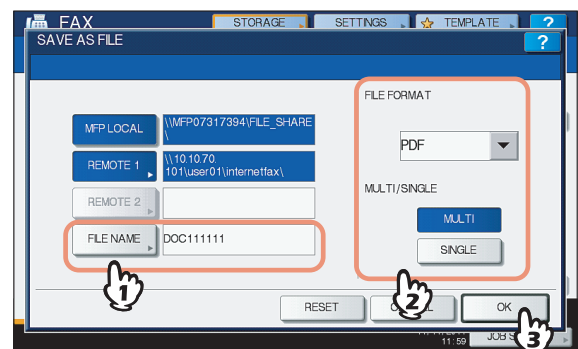 FAX
STORAGE
SETTINGS
TEMPLATE
?
SAVE AS FILE
?
FILE FORMAT
MFP LOCAL
\\MFP07317394\FILE_SHARE
\
PDF
REMOTE 1
\\10.10.70.
101\user01\internetfax\
MULTI/SINGLE
REMOTE 2
MULTI
FILE NAME
DOC111111
SINGLE
1
2
RESET
OK
3
11:59
JOB S